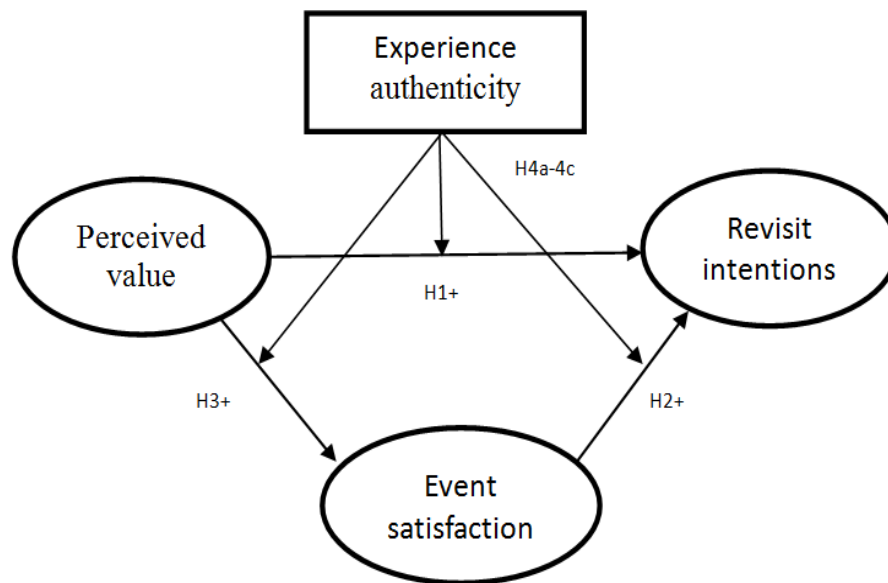 Experience
authenticity
H4a-4c
Perceived
value
Revisit
intentions
H1+
H3+
H2+
Event
satisfaction